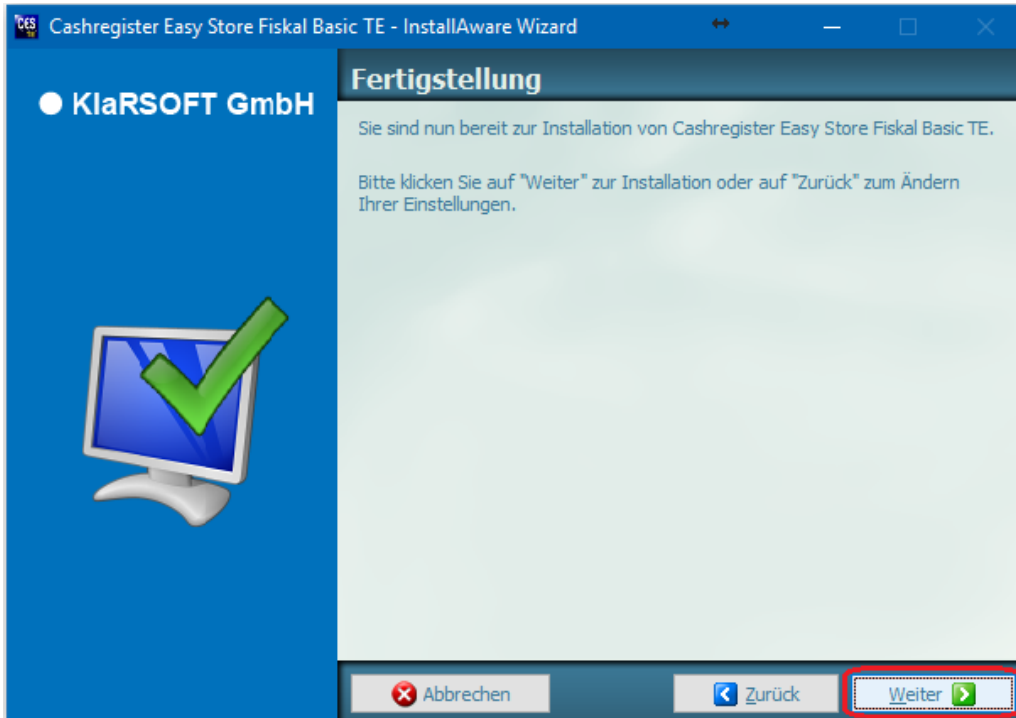 CES TE Cashregister Easy Store Fiskal Basic TE - InstallAware Wizard
KlaRSOFT GmbH
Fertigstellung
Sie sind nun bereit zur Installation von Cashregister Easy Store Fiskal Basic TE.
Bitte klicken Sie auf "Weiter" zur Installation oder auf "Zurück" zum Ändern
Ihrer Einstellungen.
Abbrechen
Zurück
Weiter